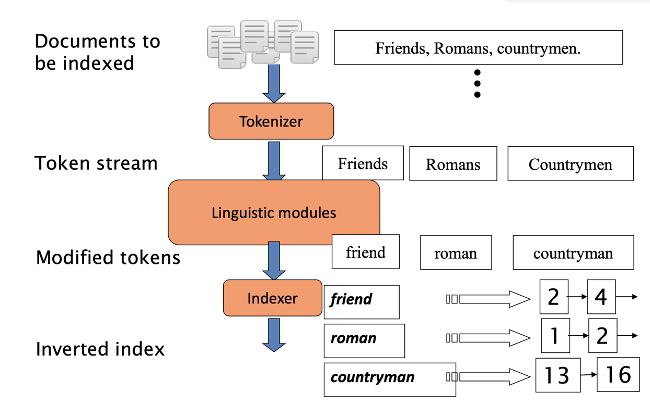 Documents to
be indexed
Friends, Romans, countrymen.
Tokenizer
Token stream
Friends Romans Countrymen
Linguistic modules
Modified tokens
friend roman countryman
Indexer
friend 2 4
roman 1 2
Inverted index
countryman 13 16